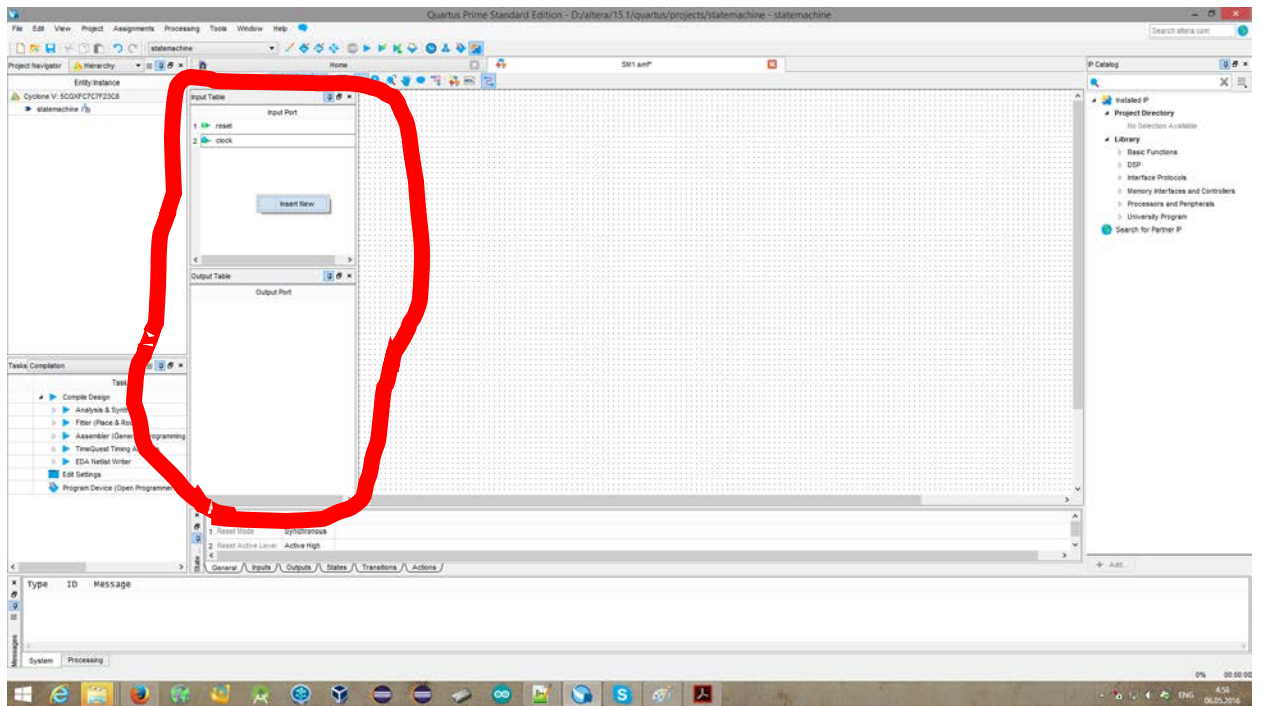 Quartus Prime Standard Edition - D:/altera/15.1/quartus/projects/statemachine - statemachine
File Edit View Project Assignments Processing Tools Window Help
Search altera.com
statemachine
Project Navigator Hierarchy
Home
SM1.smf*
IP Catalog
Entity:Instance
Cyclone V: 5CGXFC7C7F23C8
statemachine
Input Table
Input Port
1 reset
2 clock
Insert New
Output Table
Output Port
Installed IP
Project Directory
No Selection Available
Library
Basic Functions
DSP
Interface Protocols
Memory Interfaces and Controllers
Processors and Peripherals
University Program
Search for Partner IP
Tasks Compilation
Task
Compile Design
Analysis & Synth
Fitter (Place & Rou
Assembler (Gener rogramming
TimeQuest Timing A
EDA Netlist Writer
Edit Settings
Program Device (Open Programmer
1 Reset Mode Synchronous
2 Reset Active Level Active High
State
General Inputs Outputs States Transitions Actions
+ Add...
Type ID Message
Messages
System Processing
0% 00:00:00
ENG
4:58
06.05.2016